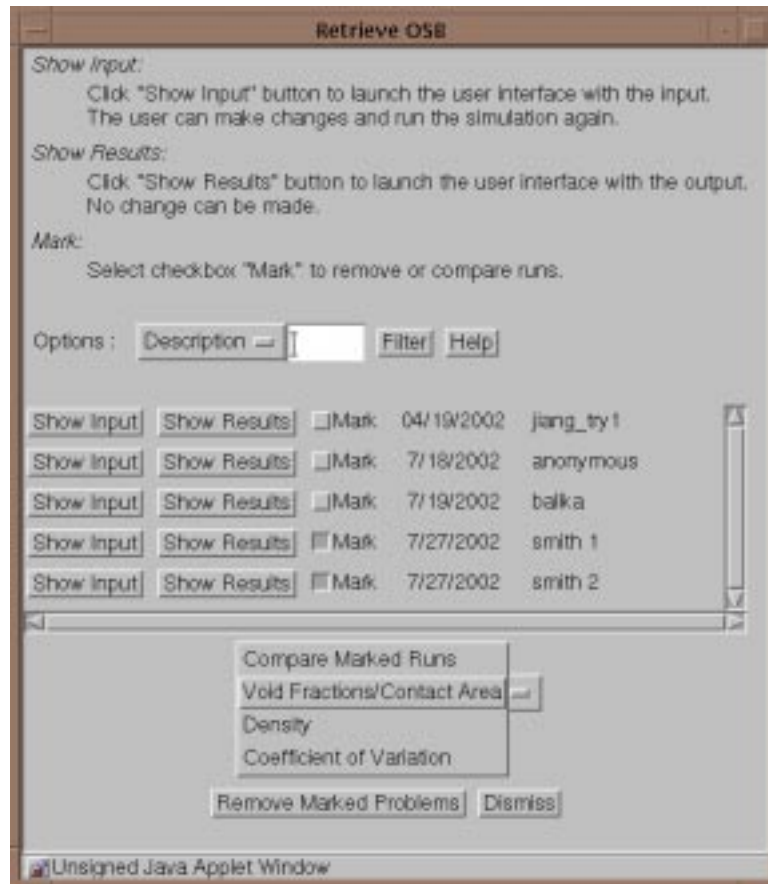 Retrieve OSB
Show Input:
Click "Show Input" button to launch the user interface with the input.
The user can make changes and run the simulation again.
Show Results:
Click "Show Results" button to launch the user interface with the output.
No change can be made.
Mark:
Select checkbox "Mark" to remove or compare runs.
Options : Description Filter Help
Show Input Show Results Mark 04/19/2002 jiang_try1
Show Input Show Results Mark 7/18/2002 anonymous
Show Input Show Results Mark 7/19/2002 balka
Show Input Show Results Mark 7/27/2002 smith 1
Show Input Show Results Mark 7/27/2002 smith 2
Compare Marked Runs
Void Fractions/Contact Area
Density
Coefficient of Variation
Remove Marked Problems Dismiss
Unsigned Java Applet Window